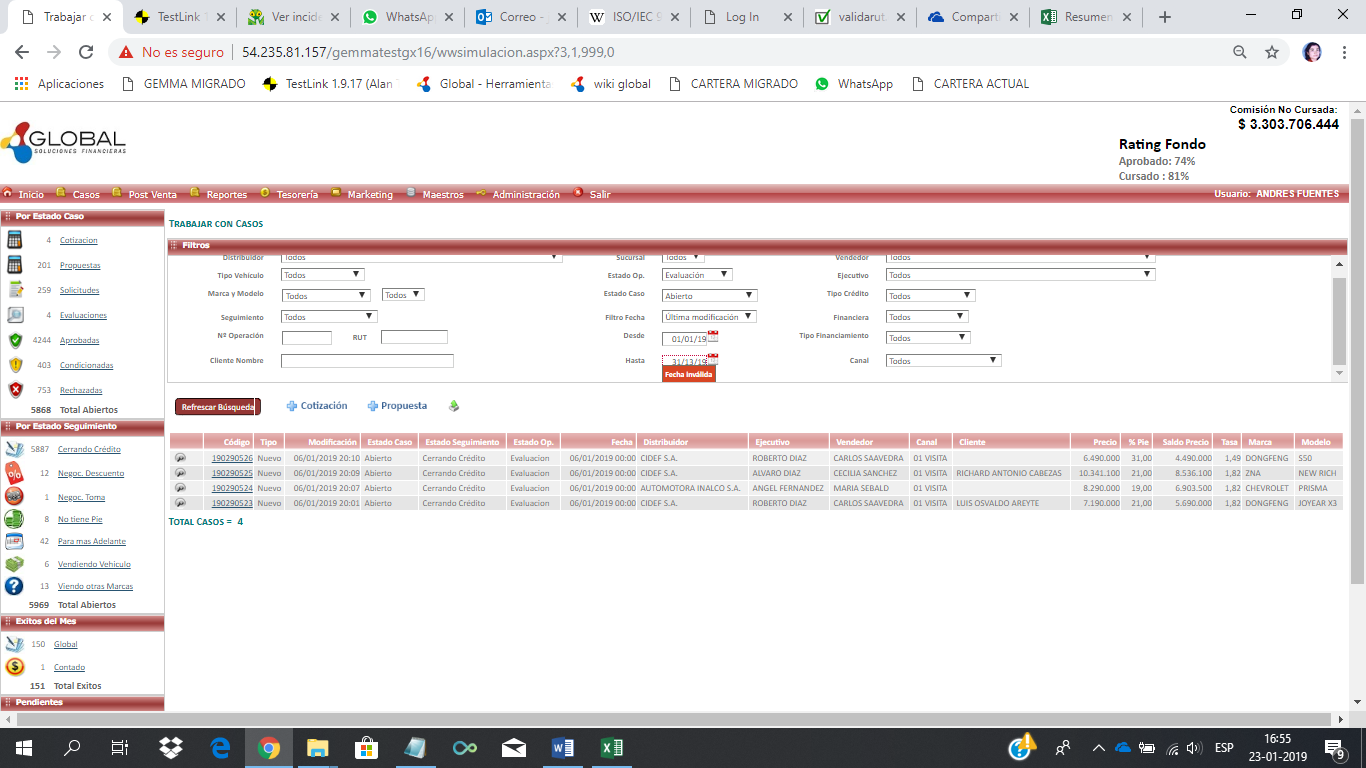 Trabajar c
TestLink 1
Ver incide
WhatsApp
Correo - J
ISO/IEC 9
Log In
validaruta
Compart
Resumen
No es seguro | 54.235.81.157/gemmatestgx16/wwsimulacion.aspx?3,1,999,0
Aplicaciones GEMMA MIGRADO TestLink 1.9.17 (Alan Global - Herramienta wiki global CARTERA MIGRADO WhatsApp CARTERA ACTUAL
Comisión No Cursada:
$ 3.303.706.444
GLOBAL
SOLUCIONES FINANCIERAS
Rating Fondo
Aprobado: 74%
Cursado : 81%
Inicio Casos Post Venta Reportes Tesorería Marketing Maestros Administración Salir Usuario: ANDRES FUENTES
Por Estado Caso
4 Cotizacion
201 Propuestas
259 Solicitudes
4 Evaluaciones
4244 Aprobadas
403 Condicionadas
753 Rechazadas
5868 Total Abiertos
Por Estado Seguimiento
5887 Cerrando Crédito
12 Negoc. Descuento
1 Negoc. Toma
8 No tiene Pie
42 Para mas Adelante
6 Vendiendo Vehiculo
13 Viendo otras Marcas
5969 Total Abiertos
Exitos del Mes
150 Global
1 Contado
151 Total Exitos
Pendientes
TRABAJAR CON CASOS
Filtros
Distribuidor Todos Sucursal Todos Vendedor Todos
Tipo Vehículo Todos Estado Op. Evaluación Ejecutivo Todos
Marca y Modelo Todos Todos Estado Caso Abierto Tipo Crédito Todos
Seguimiento Todos Filtro Fecha Última modificación Financiera Todos
Nº Operación RUT Desde 01/01/19 Tipo Financiamiento Todos
Cliente Nombre Hasta 31/13/19 Canal Todos
Fecha Inválida
Refrescar Búsqueda Cotización Propuesta
Código Tipo Modificación Estado Caso Estado Seguimiento Estado Op. Fecha Distribuidor Ejecutivo Vendedor Canal Cliente Precio % Pie Saldo Precio Tasa Marca Modelo
190290526 Nuevo 06/01/2019 20:10 Abierto Cerrando Crédito Evaluacion 06/01/2019 00:00 CIDEF S.A. ROBERTO DIAZ CARLOS SAAVEDRA 01 VISITA 6.490.000 31,00 4.490.000 1,49 DONGFENG S50
190290525 Nuevo 06/01/2019 20:09 Abierto Cerrando Crédito Evaluacion 06/01/2019 00:00 CIDEF S.A. ALVARO DIAZ CECILIA SANCHEZ 01 VISITA RICHARD ANTONIO CABEZAS 10.341.100 21,00 8.536.100 1,82 ZNA NEW RICH
190290524 Nuevo 06/01/2019 20:07 Abierto Cerrando Crédito Evaluacion 06/01/2019 00:00 AUTOMOTORA INALCO S.A. ANGEL FERNANDEZ MARIA SEBALD 01 VISITA 8.290.000 19,00 6.903.500 1,82 CHEVROLET PRISMA
190290523 Nuevo 06/01/2019 20:01 Abierto Cerrando Crédito Evaluacion 06/01/2019 00:00 CIDEF S.A. ROBERTO DIAZ CARLOS SAAVEDRA 01 VISITA LUIS OSVALDO AREYTE 7.190.000 21,00 5.690.000 1,82 DONGFENG JOYEAR X3
TOTAL CASOS = 4
ESP
16:55
23-01-2019
9